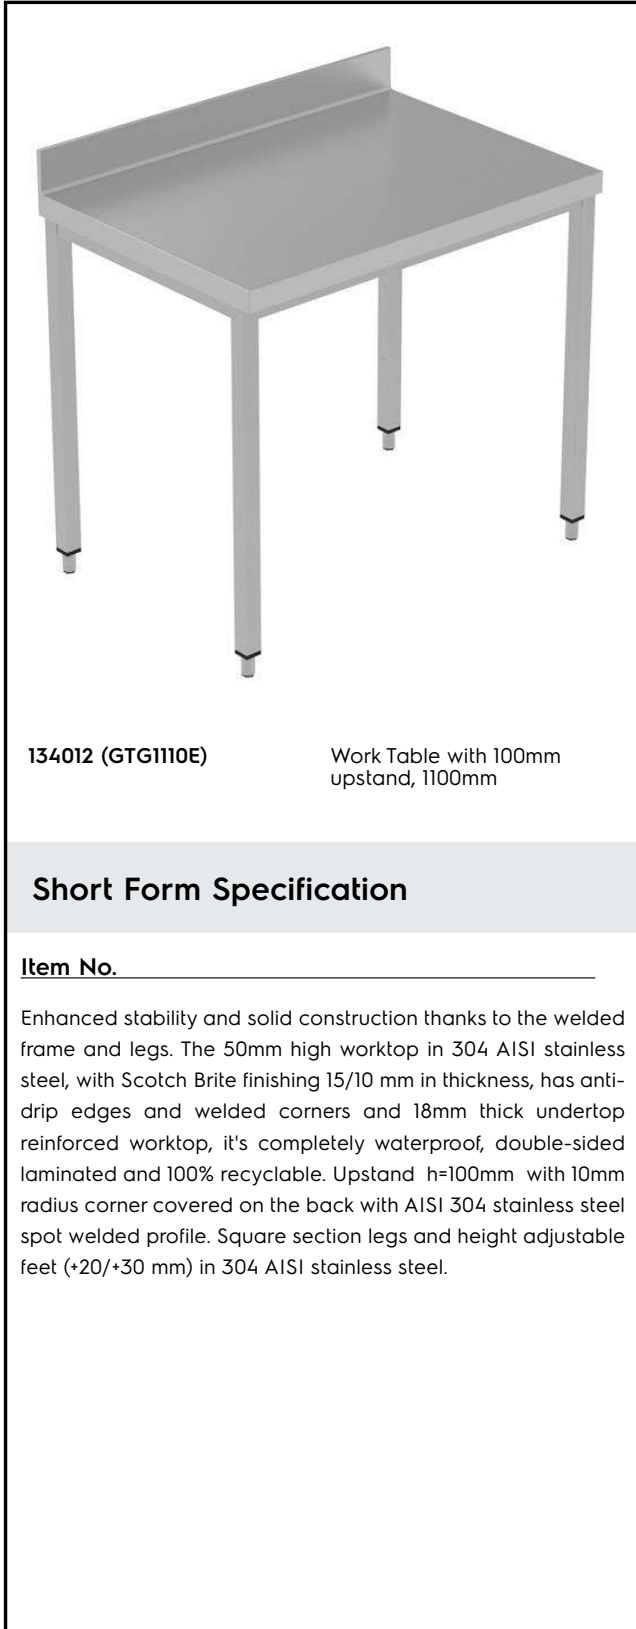 134012 (GTG1110E)
Work Table with 100mm
upstand, 1100mm
Short Form Specification
Item No.
Enhanced stability and solid construction thanks to the welded
frame and legs. The 50mm high worktop in 304 AISI stainless
steel, with Scotch Brite finishing 15/10 mm in thickness, has anti-
drip edges and welded corners and 18mm thick undertop
reinforced worktop, it's completely waterproof, double-sided
laminated and 100% recyclable. Upstand h=100mm with 10mm
radius corner covered on the back with AISI 304 stainless steel
spot welded profile. Square section legs and height adjustable
feet (+20/+30 mm) in 304 AISI stainless steel.